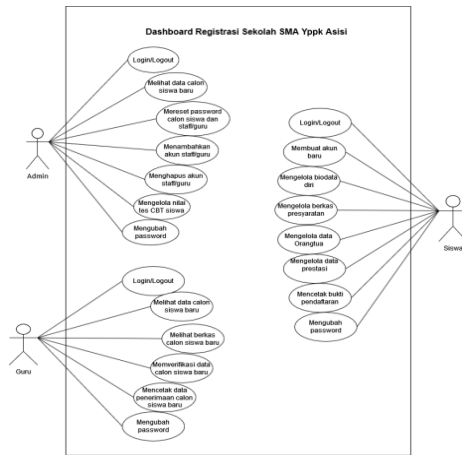 Dashboard Registrasi Sekolah SMA Yppk Asisi
Login/Logout
Melihat data calon
siswa baru
Mereset password
calon siswa dan
staff/guru
Menambahkan
akun staff/guru
Menghapus akun
staff/guru
Mengelola nilai
tes CBT siswa
Mengubah
password
Admin
Login/Logout
Membuat akun
baru
Mengelola biodata
diri
Mengelola berkas
presyaratan
Mengelola data
Orangtua
Mengelola data
prestasi
Mencetak bukti
pendaftaran
Mengubah
password
Siswa
Login/Logout
Melihat data calon
siswa baru
Melihat berkas
calon siswa baru
Memverifikasi data
calon siswa baru
Mencetak data
penerimaan calon
siswa baru
Mengubah
password
Guru